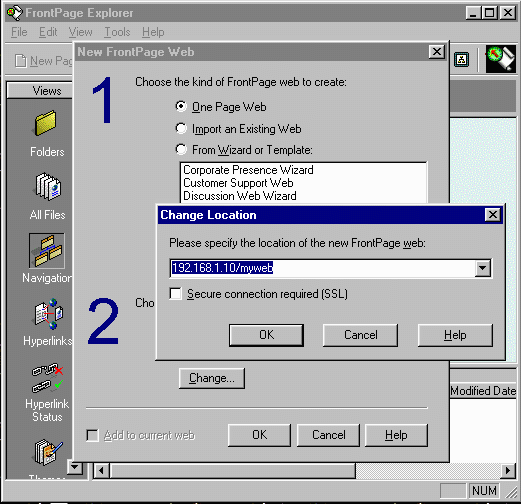 FrontPage Explorer
File Edit View Tools Help
New Pag
New FrontPage Web
Views
Folders
All Files
Navigation
Hyperlinks
Hyperlink
Status
1
Choose the kind of FrontPage web to create:
One Page Web
Import an Existing Web
From Wizard or Template:
Corporate Presence Wizard
Customer Support Web
Discussion Web Wizard
Change Location
Please specify the location of the new FrontPage web:
192.168.1.10/myweb
Secure connection required (SSL)
OK Cancel Help
2
Cho
Change...
Modified Date
Add to current web
OK Cancel Help
NUM